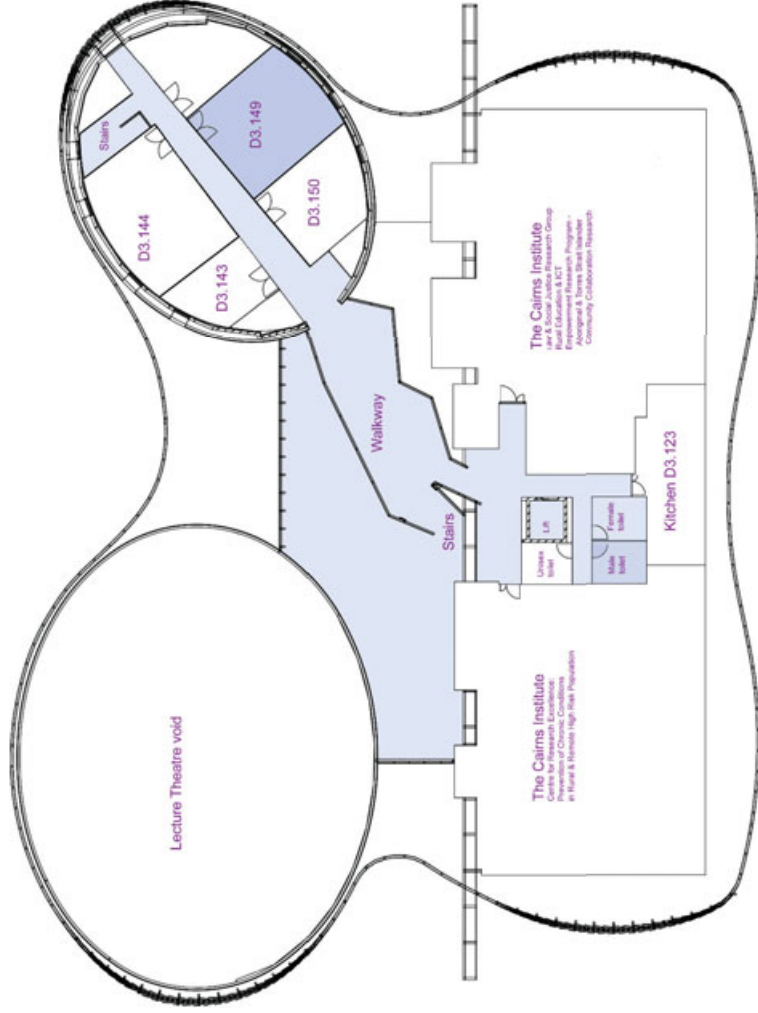 Lecture Theatre void
Stairs
D3.144
D3.143
D3.149
D3.150
Walkway
Stairs
The Cairns Institute
Centre for Research Excellence:
Prevention of Chronic Conditions
in Rural & Remote High Risk Population
The Cairns Institute
Law & Social Justice Research Group
Rural Education & ICT
Empowerment Research Program -
Aboriginal & Torres Strait Islander
Community Collaboration Research
Unisex
toilet
Lift
Male
toilet
Female
toilet
Kitchen D3.123